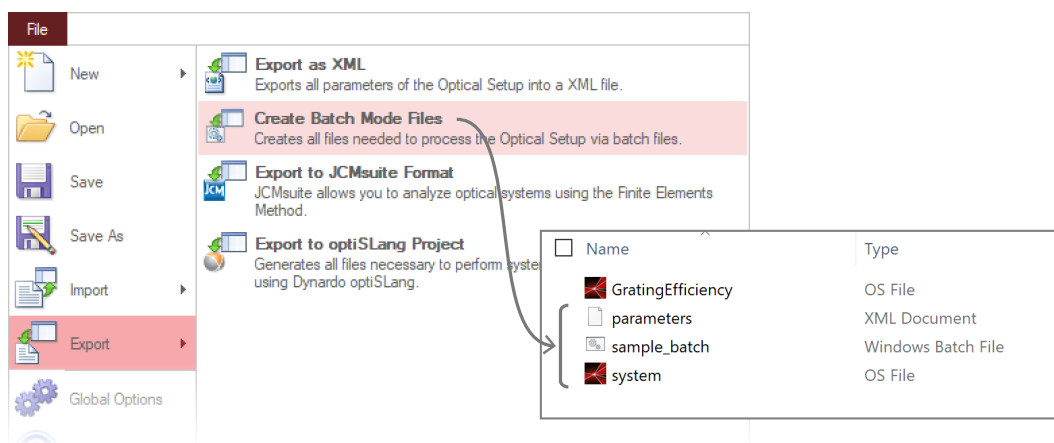 File
New
Open
Save
Save As
Import
Export
Global Options
Export as XML
Exports all parameters of the Optical Setup into a XML file.
Create Batch Mode Files
Creates all files needed to process the Optical Setup via batch files.
Export to JCMsuite Format
JCM
JCMsuite allows you to analyze optical systems using the Finite Elements
Method.
Export to optiSLang Project
Generates all files necessary to perform syste
using Dynardo optiSLang.
Name Type
GratingEfficiency OS File
parameters XML Document
sample_batch Windows Batch File
system OS File